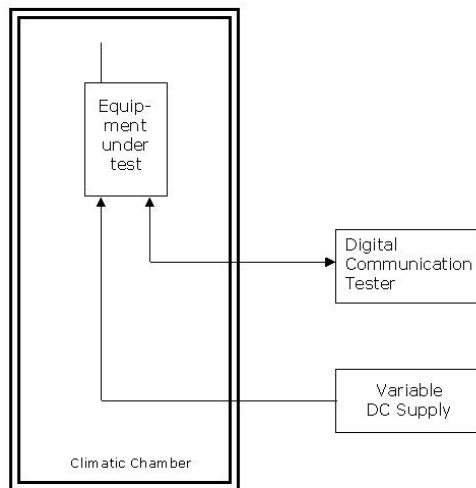 Equip-
ment
under
test
Digital
Communication
Tester
Variable
DC Supply
Climatic Chamber